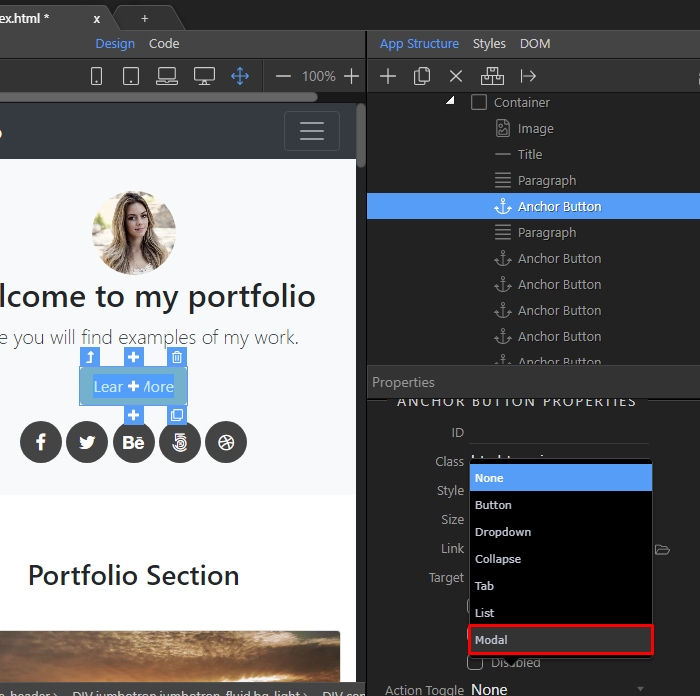 ex.html * x +
Design Code
App Structure Styles DOM
100%
Container
Image
Title
Paragraph
Anchor Button
Paragraph
Anchor Button
Anchor Button
Anchor Button
Anchor Button
Anchor Button
lcome to my portfolio
e you will find examples of my work.
Lear More
Bē
5
Portfolio Section
Properties
ANCHOR BUTTON PROPERTIES
ID
Class
Style
Size
Link
Target
None
Button
Dropdown
Collapse
Tab
List
Modal
Disabled
Action Toggle None
DIV jumbotron jumbotron-fluid bg-light